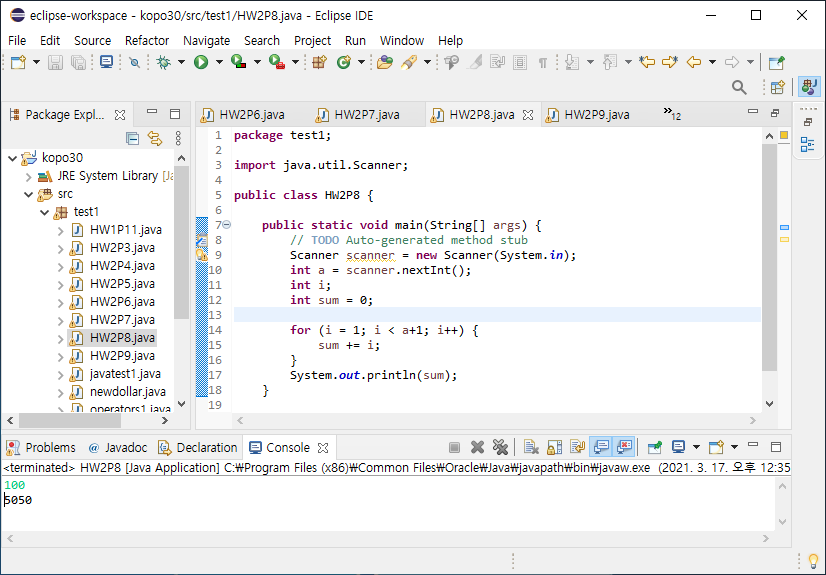 eclipse-workspace - kopo30/src/test1/HW2P8.java - Eclipse IDE
File Edit Source Refactor Navigate Search Project Run Window Help
Package Expl...
kopo30
JRE System Library [Ja
src
test1
HW1P11.java
HW2P3.java
HW2P4.java
HW2P5.java
HW2P6.java
HW2P7.java
HW2P8.java
HW2P9.java
javatest1.java
newdollar.java
operators1.java
HW2P6.java HW2P7.java HW2P8.java HW2P9.java »12
1 package test1;
2
3 import java.util.Scanner;
4
5 public class HW2P8 {
6
7 public static void main(String[] args) {
8 // TODO Auto-generated method stub
9 Scanner scanner = new Scanner(System.in);
10 int a = scanner.nextInt();
11 int i;
12 int sum = 0;
13
14 for (i = 1; i < a+1; i++) {
15 sum += i;
16 }
17 System.out.println(sum);
18 }
19
Problems @ Javadoc Declaration Console
<terminated> HW2P8 [Java Application] C:₩Program Files (x86)₩Common Files₩Oracle₩Java₩javapath₩bin₩javaw.exe (2021. 3. 17. 오후 12:35
100
5050